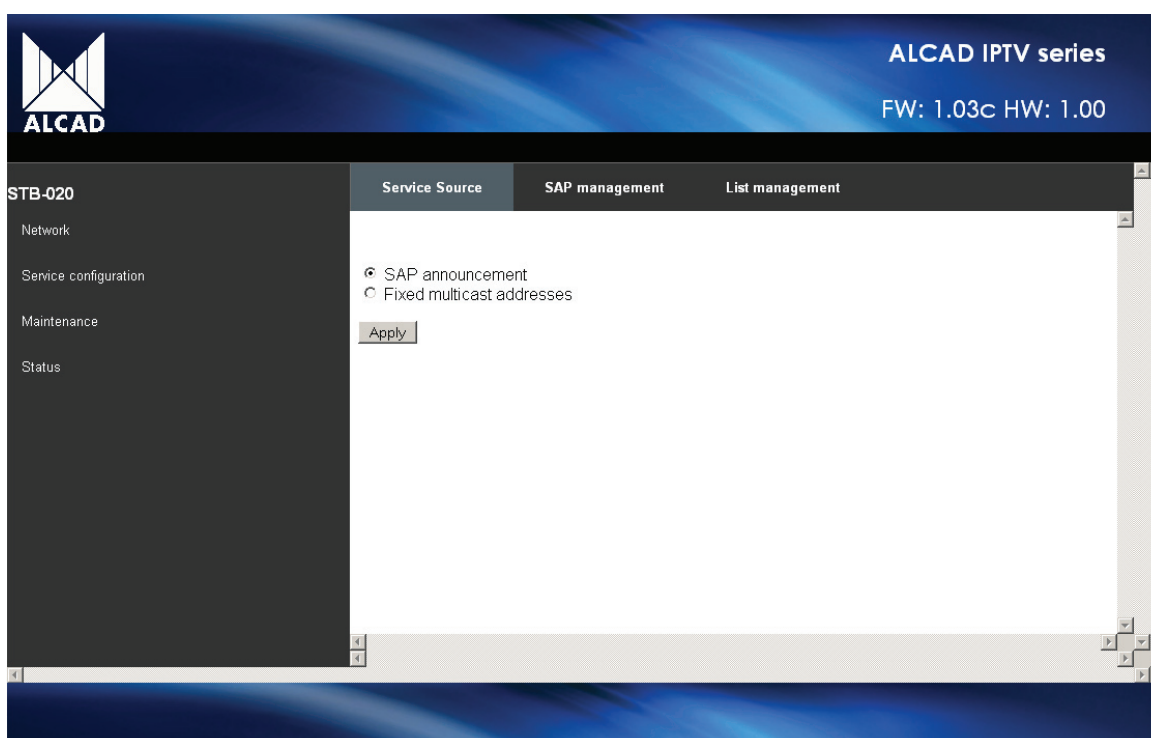 ALCAD
ALCAD IPTV series
FW: 1.03c HW: 1.00
STB-020
Network
Service configuration
Maintenance
Status
Service Source
SAP management
List management
SAP announcement
Fixed multicast addresses
Apply